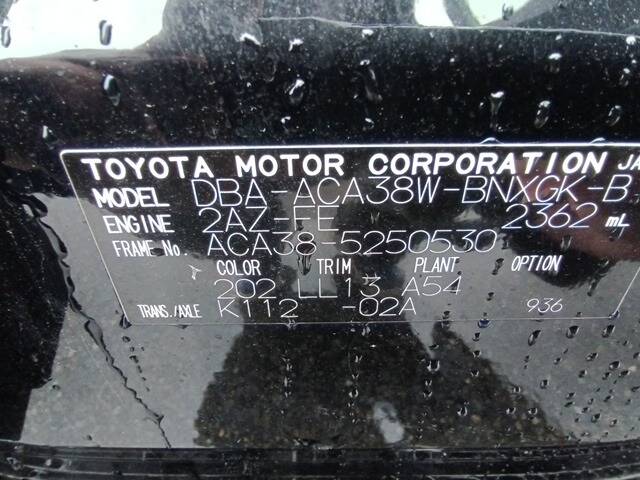 TOYOTA MOTOR CORPORATION JA
MODEL DBA-ACA38W-BNXGK-B
ENGINE 2AZ-FE 2362 mL
FRAME No. ACA38-5250530
COLOR TRIM PLANT OPTION
202 LL13 A54
TRANS./AXLE K112 -02A 936